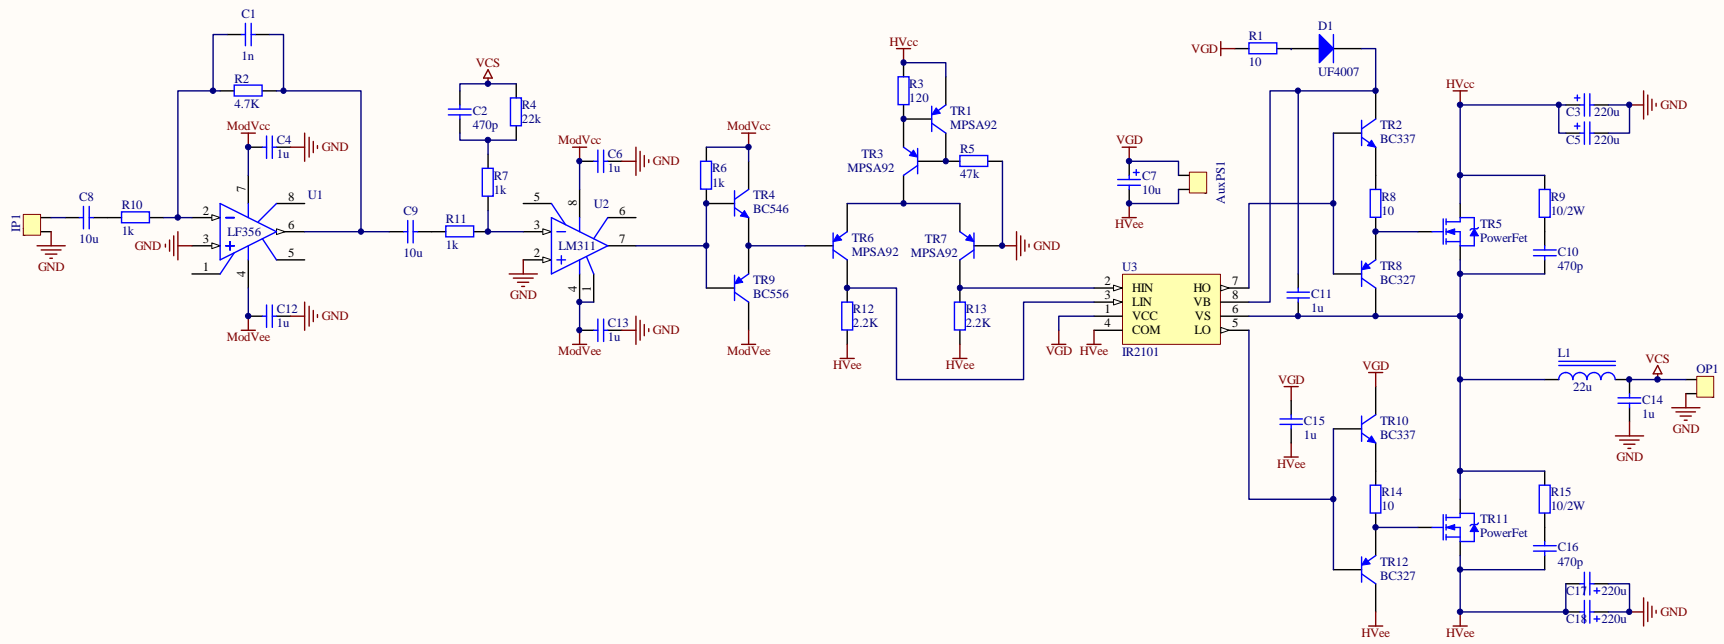 C1
1n
R2
4.7K
ModVcc
C4
1u
GND
7
8
U1
IP1
C8
10u
R10
1k
GND
2
LF356
6
GND
3
5
1
4
C12
1u
GND
ModVee
VCS
C2
470p
R4
22k
R7
1k
C9
10u
R11
1k
ModVcc
C6
1u
GND
5
8
U2
6
3
LM311
7
2
GND
4
1
C13
1u
GND
ModVee
ModVcc
R6
1k
TR4
BC546
TR9
BC556
ModVee
HVcc
R3
120
TR1
MPSA92
TR3
MPSA92
R5
47k
TR6
MPSA92
TR7
MPSA92
GND
R12
2.2K
R13
2.2K
HVee
HVee
VGD
C7
10u
AuxPS1
HVee
U3
2
HIN
HO
7
3
LIN
VB
8
1
VCC
VS
6
4
COM
LO
5
IR2101
VGD
HVee
VGD
R1
10
D1
UF4007
TR2
BC337
R8
10
TR8
BC327
C11
1u
HVcc
C3
220u
C5
220u
GND
R9
10/2W
TR5
PowerFet
C10
470p
L1
22u
VCS
OP1
C14
1u
GND
GND
VGD
C15
1u
HVee
VGD
TR10
BC337
R14
10
TR12
BC327
HVee
R15
10/2W
TR11
PowerFet
C16
470p
C17
220u
C18
220u
GND
HVee